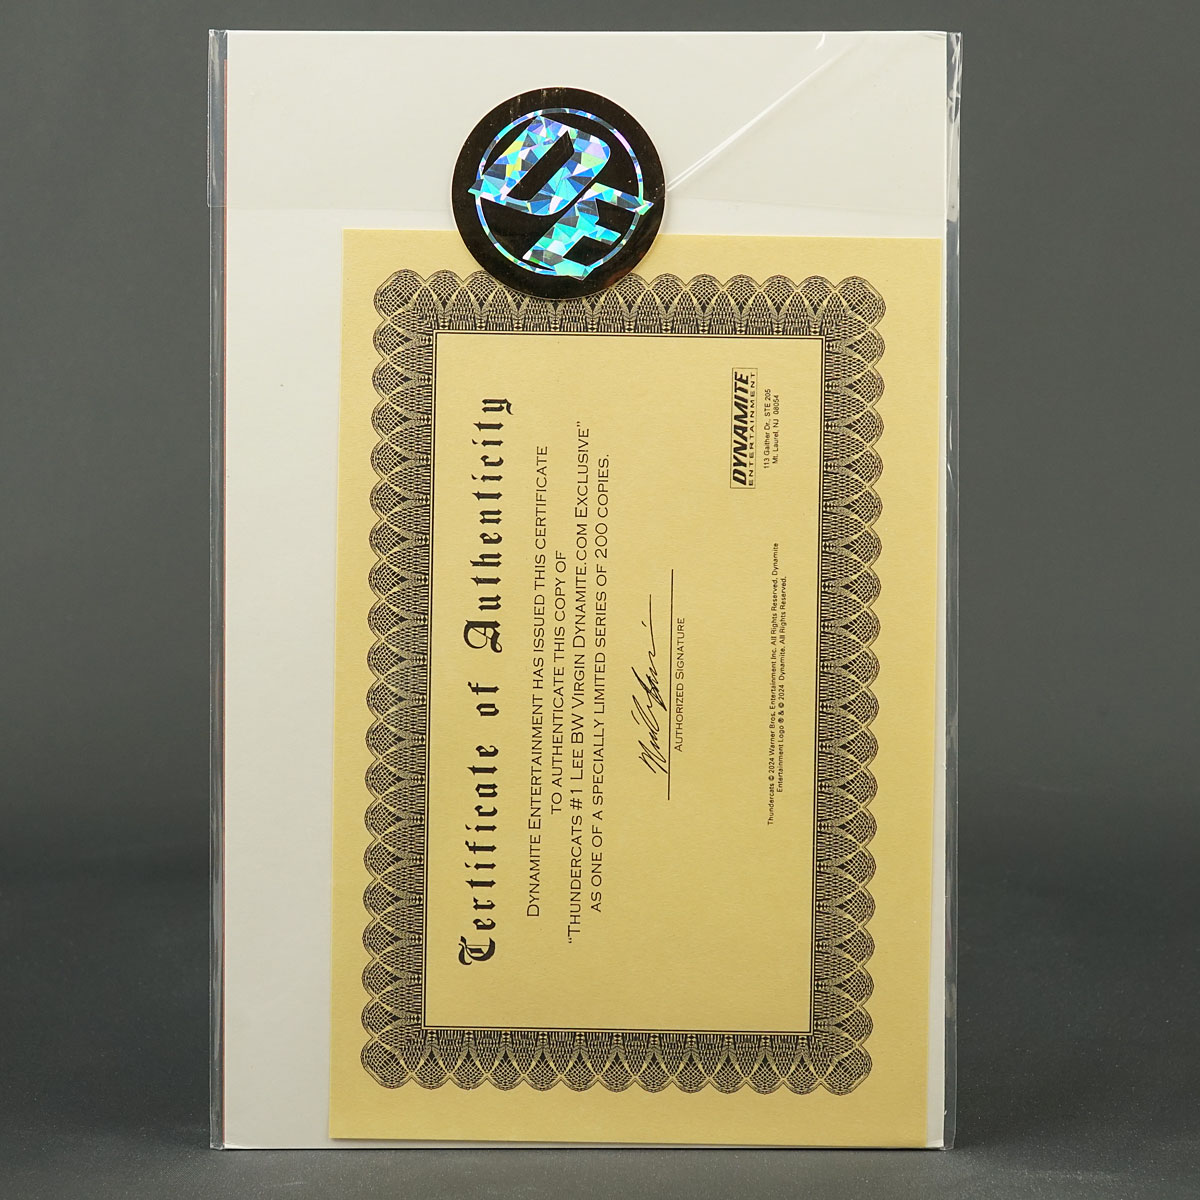 DF
Certificate of Authenticity
DYNAMITE ENTERTAINMENT HAS ISSUED THIS CERTIFICATE
TO AUTHENTICATE THIS COPY OF
“THUNDERCATS #1 LEE BW VIRGIN DYNAMITE.COM EXCLUSIVE”
AS ONE OF A SPECIALLY LIMITED SERIES OF 200 COPIES.
AUTHORIZED SIGNATURE
DYNAMITE
ENTERTAINMENT
113 Gaither Dr., STE 205
Mt. Laurel, NJ 08054
Thundercats © 2024 Warner Bros. Entertainment Inc. All Rights Reserved. Dynamite
Entertainment Logo ® & © 2024 Dynamite. All Rights Reserved.